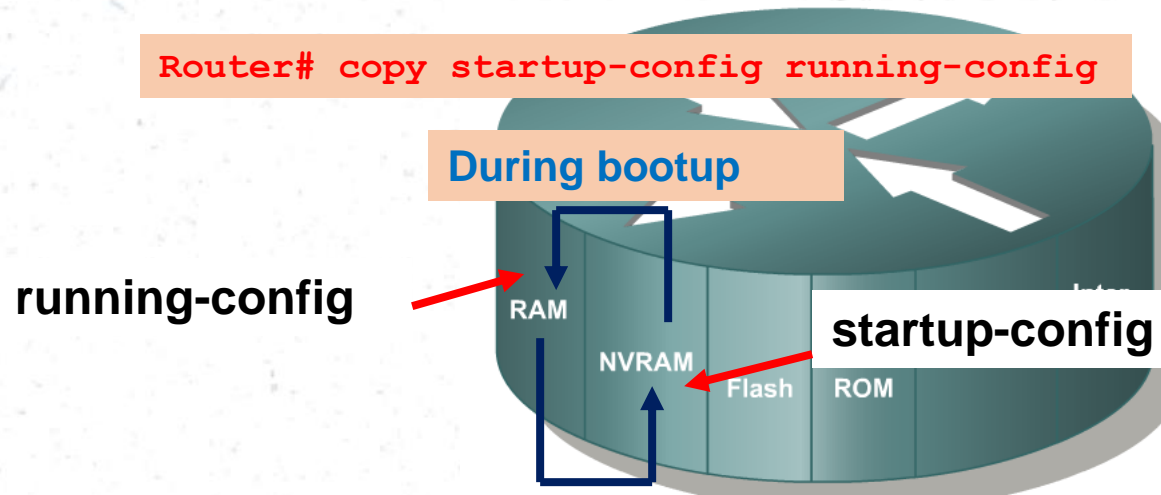 Router# copy startup-config running-config
During bootup
running-config
RAM
startup-config
NVRAM
Flash
ROM